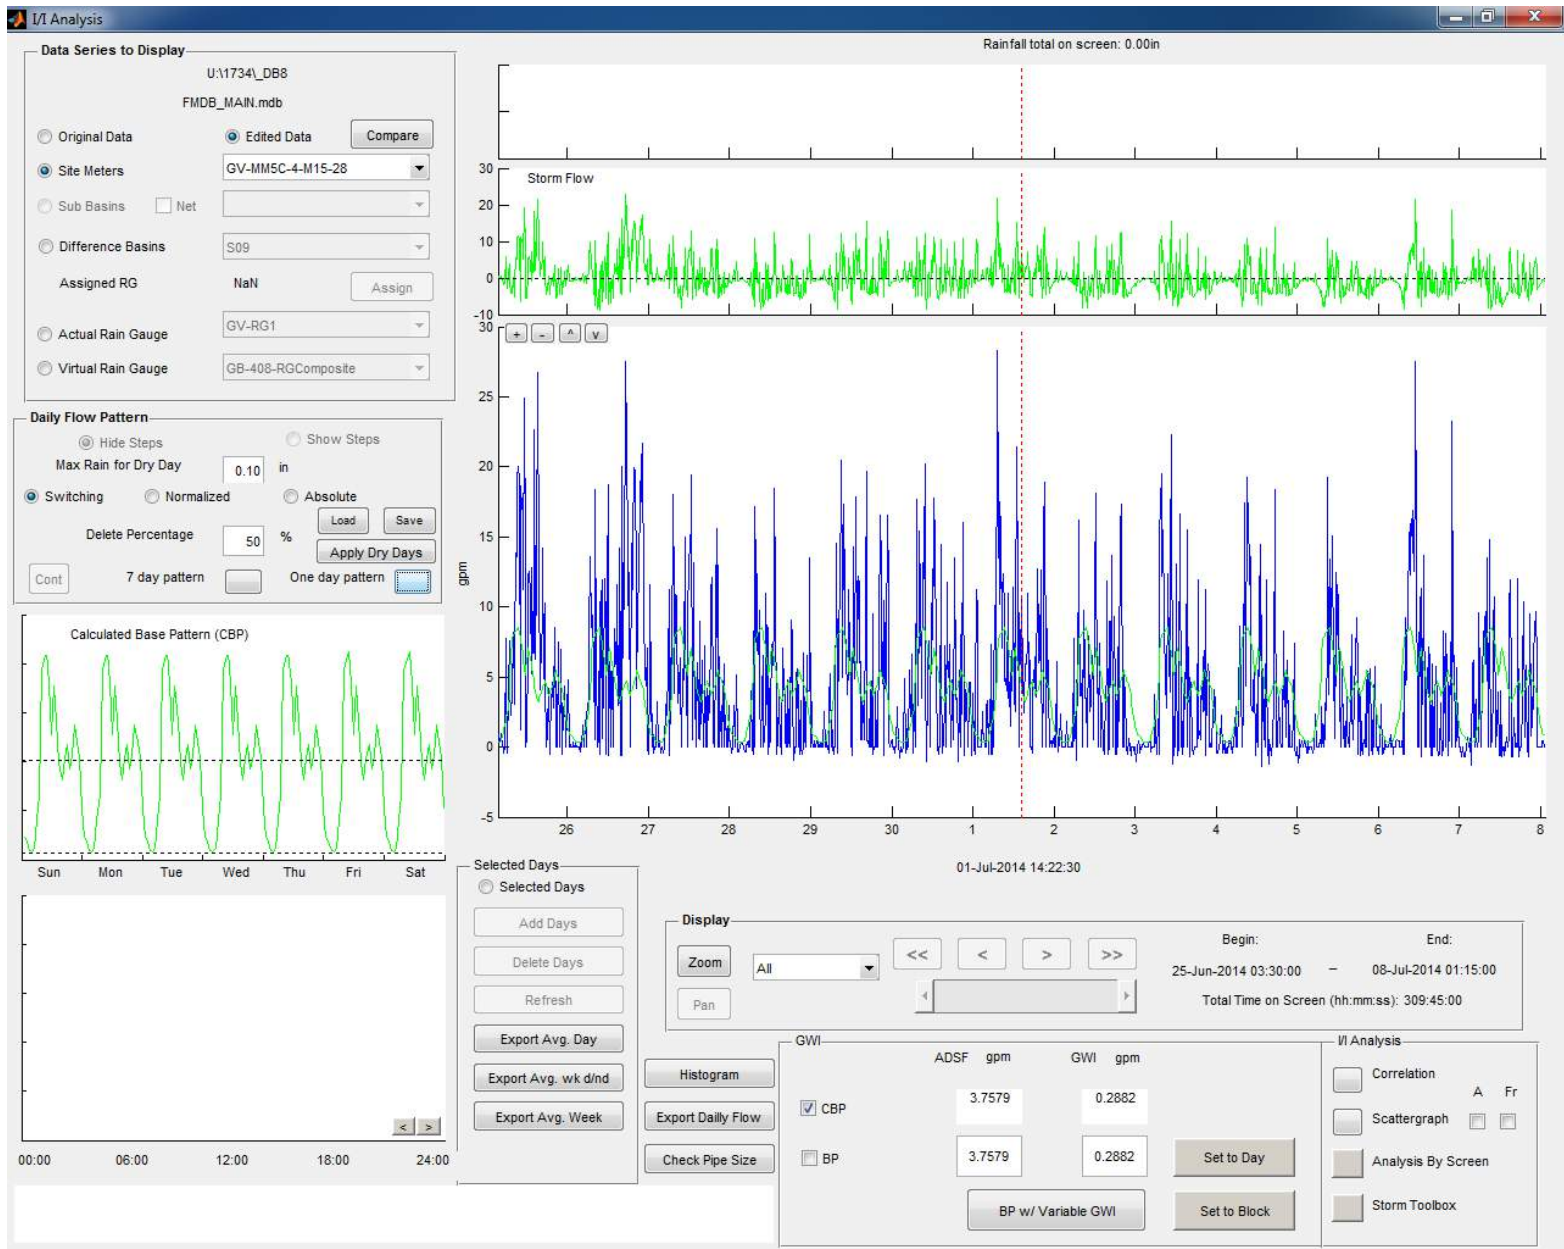 I/I Analysis
Data Series to Display
U:\1734\_DB8
FMDB_MAIN.mdb
Original Data
Edited Data
Compare
Site Meters
GV-MM5C-4-M15-28
Sub Basins
Net
Difference Basins
S09
Assigned RG
NaN
Assign
Actual Rain Gauge
GV-RG1
Virtual Rain Gauge
GB-408-RGComposite
Daily Flow Pattern
Hide Steps
Show Steps
Max Rain for Dry Day
0.10
in
Switching
Normalized
Absolute
Load
Save
Delete Percentage
50
%
Apply Dry Days
Cont
7 day pattern
One day pattern
Calculated Base Pattern (CBP)
Sun Mon Tue Wed Thu Fri Sat
< >
00:00 06:00 12:00 18:00 24:00
Rainfall total on screen: 0.00in
Storm Flow
30
20
10
0
-10
+ - ^ v
30
25
20
15
10
5
0
-5
gpm
26 27 28 29 30 1 2 3 4 5 6 7 8
01-Jul-2014 14:22:30
Selected Days
Selected Days
Add Days
Delete Days
Refresh
Export Avg. Day
Export Avg. wk d/nd
Export Avg. Week
Display
Zoom
All
<< < > >>
Pan
Begin:
End:
25-Jun-2014 03:30:00 – 08-Jul-2014 01:15:00
Total Time on Screen (hh:mm:ss): 309:45:00
Histogram
Export Dailly Flow
Check Pipe Size
GWI
ADSF gpm
GWI gpm
CBP
3.7579
0.2882
BP
3.7579
0.2882
Set to Day
BP w/ Variable GWI
Set to Block
I/I Analysis
Correlation
A Fr
Scattergraph
Analysis By Screen
Storm Toolbox